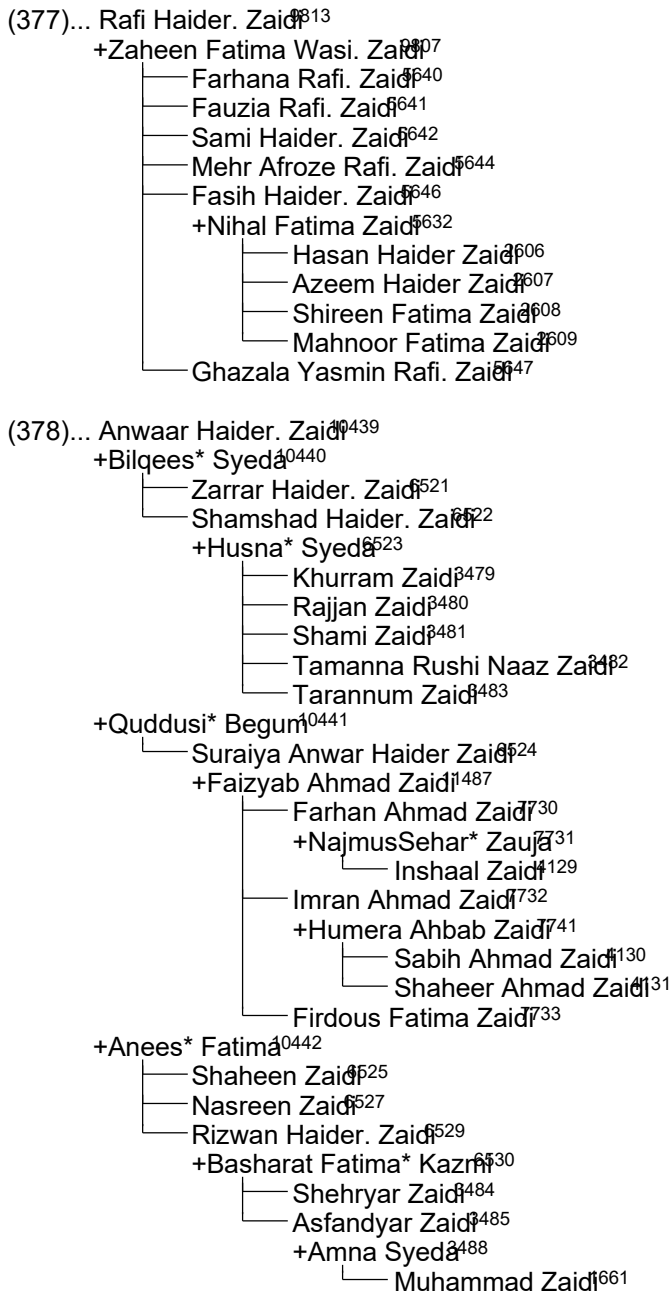 (377)... Rafi Haider. Zaidi9813
+Zaheen Fatima Wasi. Zaidi9807
Farhana Rafi. Zaidi5640
Fauzia Rafi. Zaidi5641
Sami Haider. Zaidi5642
Mehr Afroze Rafi. Zaidi5644
Fasih Haider. Zaidi5646
+Nihal Fatima Zaidi5632
Hasan Haider Zaidi2606
Azeem Haider Zaidi2607
Shireen Fatima Zaidi2608
Mahnoor Fatima Zaidi2609
Ghazala Yasmin Rafi. Zaidi5647
(378)... Anwaar Haider. Zaidi10439
+Bilqees* Syeda10440
Zarrar Haider. Zaidi6521
Shamshad Haider. Zaidi6522
+Husna* Syeda6523
Khurram Zaidi3479
Rajjan Zaidi3480
Shami Zaidi3481
Tamanna Rushi Naaz Zaidi3482
Tarannum Zaidi3483
+Quddusi* Begum10441
Suraiya Anwar Haider Zaidi6524
+Faizyab Ahmad Zaidi11487
Farhan Ahmad Zaidi7730
+NajmusSehar* Zauja7731
Inshaal Zaidi4129
Imran Ahmad Zaidi7732
+Humera Ahbab Zaidi7741
Sabih Ahmad Zaidi4130
Shaheer Ahmad Zaidi4131
Firdous Fatima Zaidi7733
+Anees* Fatima10442
Shaheen Zaidi6525
Nasreen Zaidi6527
Rizwan Haider. Zaidi6529
+Basharat Fatima* Kazmi6530
Shehryar Zaidi3484
Asfandyar Zaidi3485
+Amna Syeda3488
Muhammad Zaidi1661